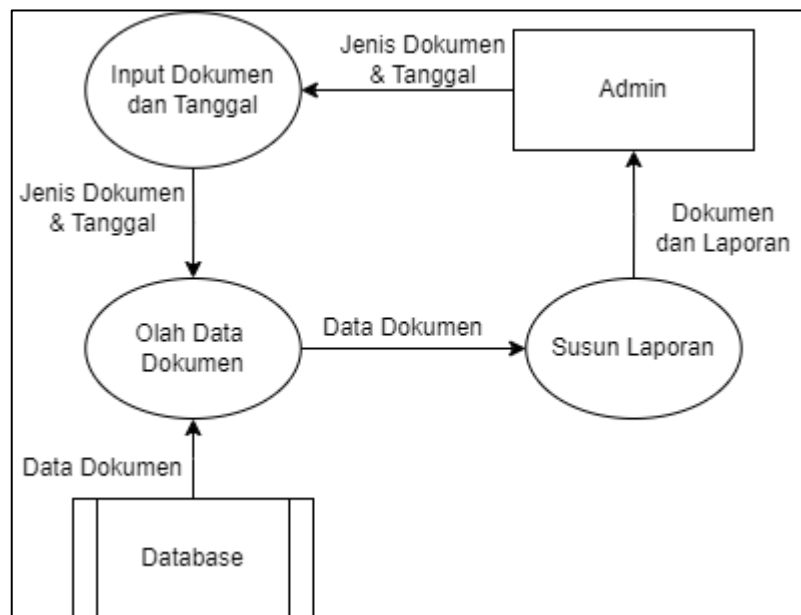 Jenis Dokumen
& Tanggal
Input Dokumen
dan Tanggal
Admin
Jenis Dokumen
& Tanggal
Dokumen
dan Laporan
Olah Data
Dokumen
Data Dokumen
Susun Laporan
Data Dokumen
Database